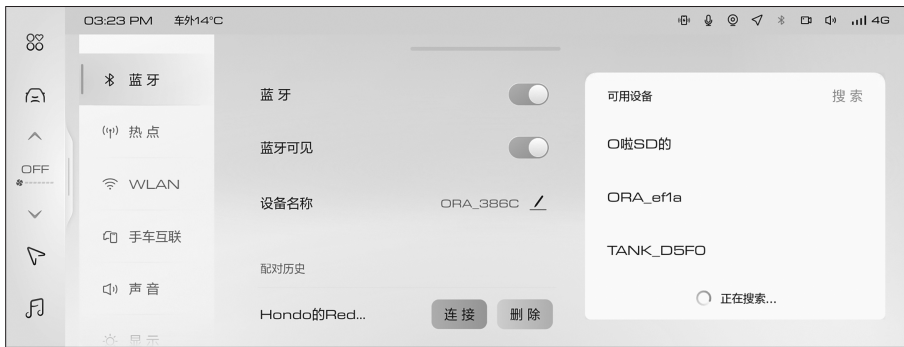 03:23 PM 车外14°C
4G
OFF
蓝牙
热点
WLAN
手车互联
声音
显示
蓝牙
蓝牙可见
设备名称 ORA_386C
配对历史
Hondo的Red... 连接 删除
可用设备 搜索
O啦SD的
ORA_ef1a
TANK_D5F0
正在搜索...